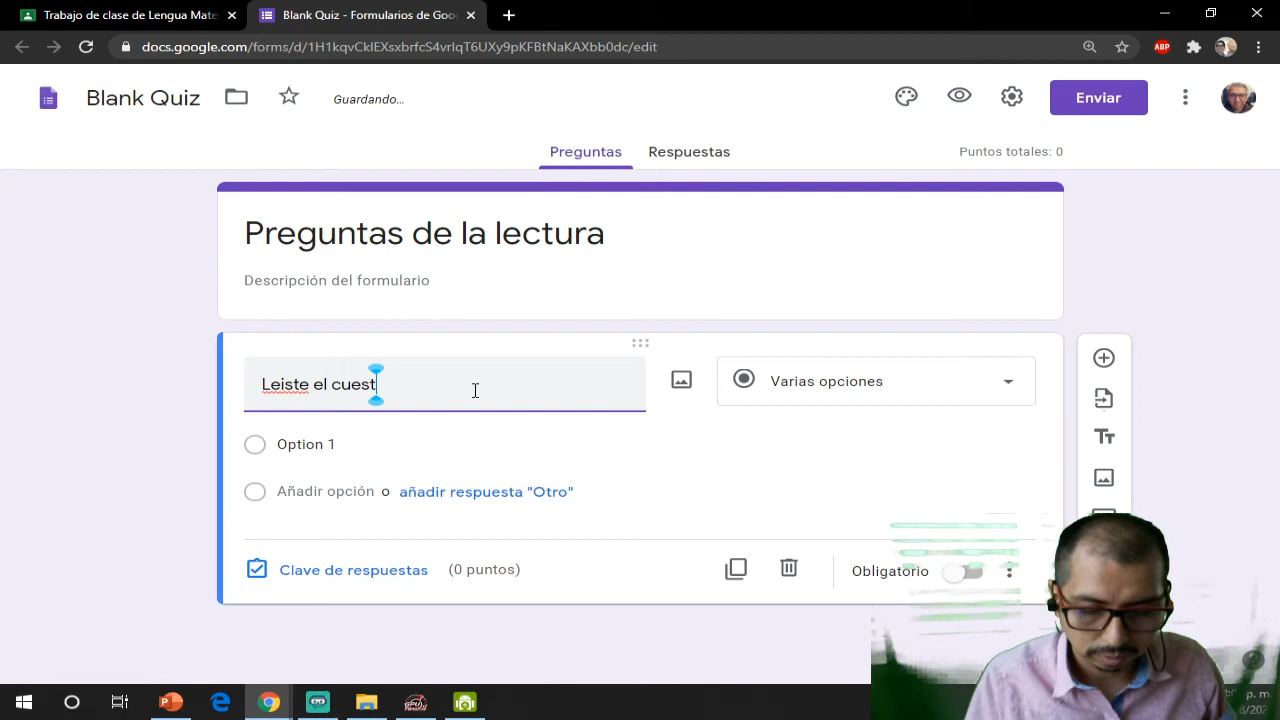 Trabajo de clase de Lengua Mate
Blank Quiz - Formularios de Goo
docs.google.com/forms/d/1H1kqvCklEXsxbrfcS4vrIqT6UXy9pKFBtNaKAXbb0dc/edit
ABP
Blank Quiz
Guardando...
Enviar
Preguntas
Respuestas
Puntos totales: 0
Preguntas de la lectura
Descripción del formulario
Leiste el cuest
Varias opciones
Option 1
Añadir opción o añadir respuesta "Otro"
Clave de respuestas (0 puntos)
Obligatorio
p. m.